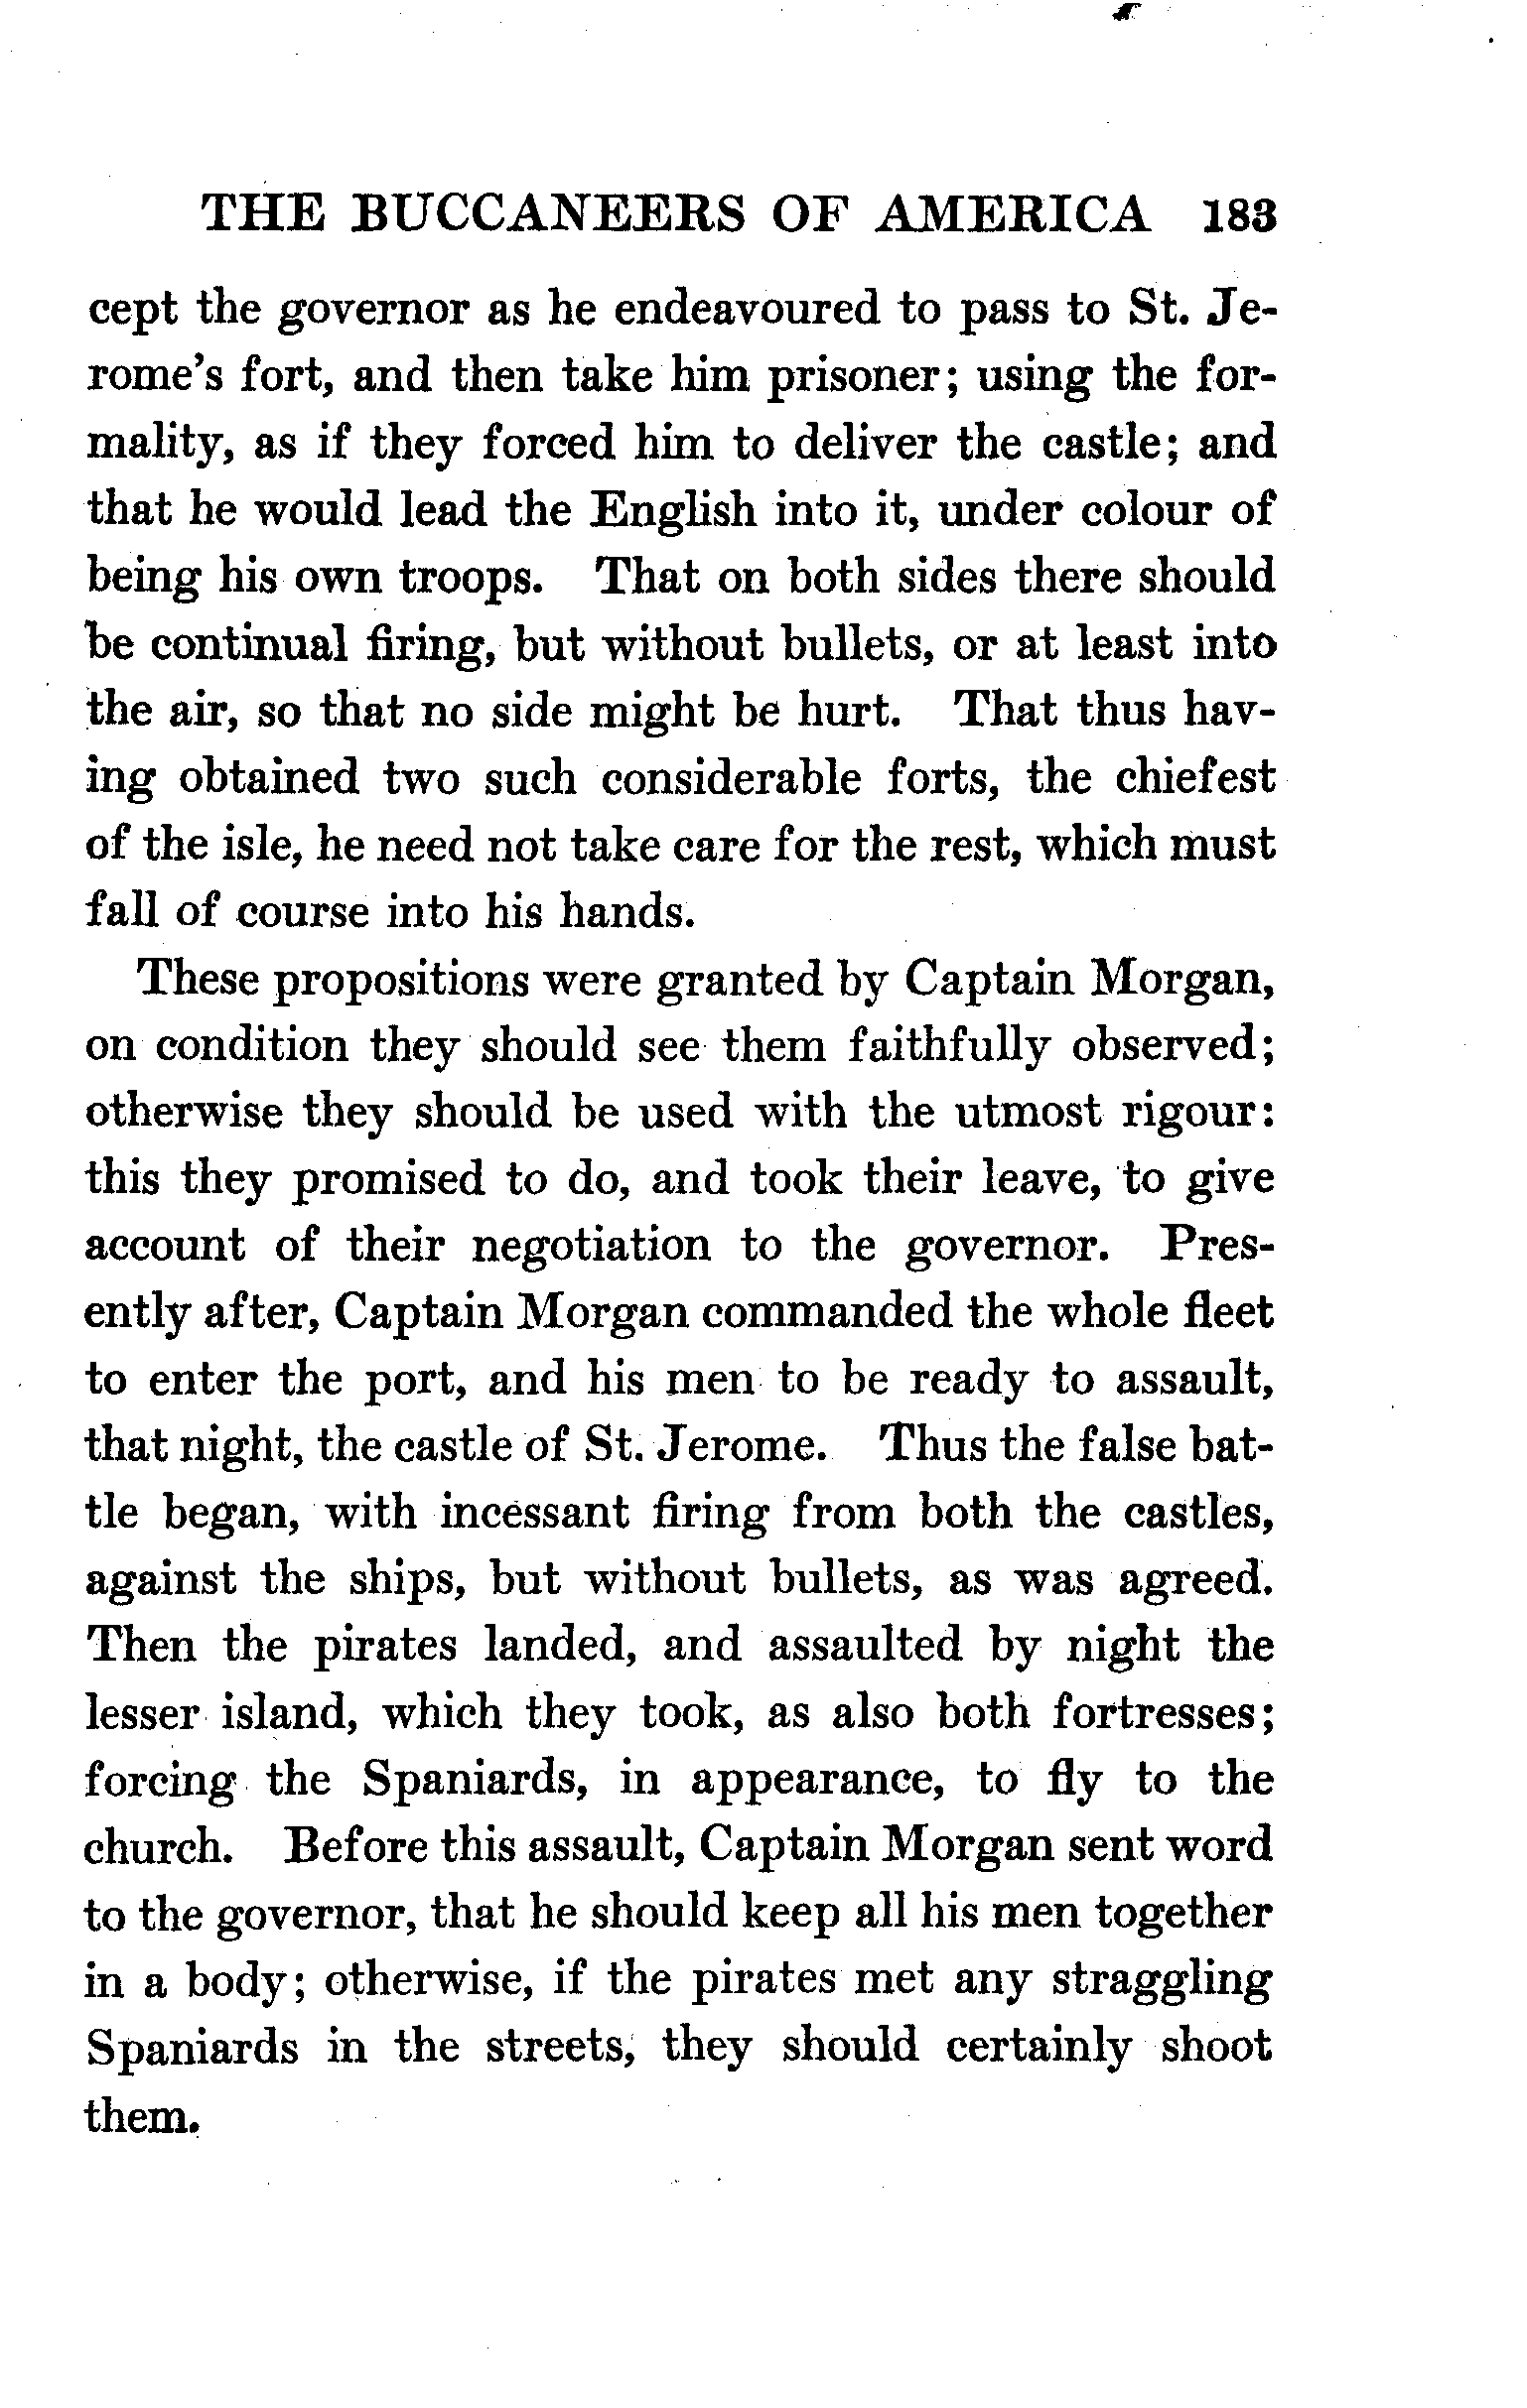 THE BUCCANEERS OF AMERICA 183
cept the governor as he endeavoured to pass to St. Je-
rome's fort, and then take him prisoner; using the for-
mality, as if they forced him to deliver the castle; and
that he would lead the English into it, under colour of
being his own troops. That on both sides there should
be continual firing, but without bullets, or at least into
the air, so that no side might be hurt. That thus hav-
ing obtained two such considerable forts, the chiefest
of the isle, he need not take care for the rest, which must
fall of course into his hands.
These propositions were granted by Captain Morgan,
on condition they should see them faithfully observed;
otherwise they should be used with the utmost rigour:
this they promised to do, and took their leave, to give
account of their negotiation to the governor. Pres-
ently after, Captain Morgan commanded the whole fleet
to enter the port, and his men to be ready to assault,
that night, the castle of St. Jerome. Thus the false bat-
tle began, with incessant firing from both the castles,
against the ships, but without bullets, as was agreed.
Then the pirates landed, and assaulted by night the
lesser island, which they took, as also both fortresses;
forcing the Spaniards, in appearance, to fly to the
church. Before this assault, Captain Morgan sent word
to the governor, that he should keep all his men together
in a body; otherwise, if the pirates met any straggling
Spaniards in the streets, they should certainly shoot
them.